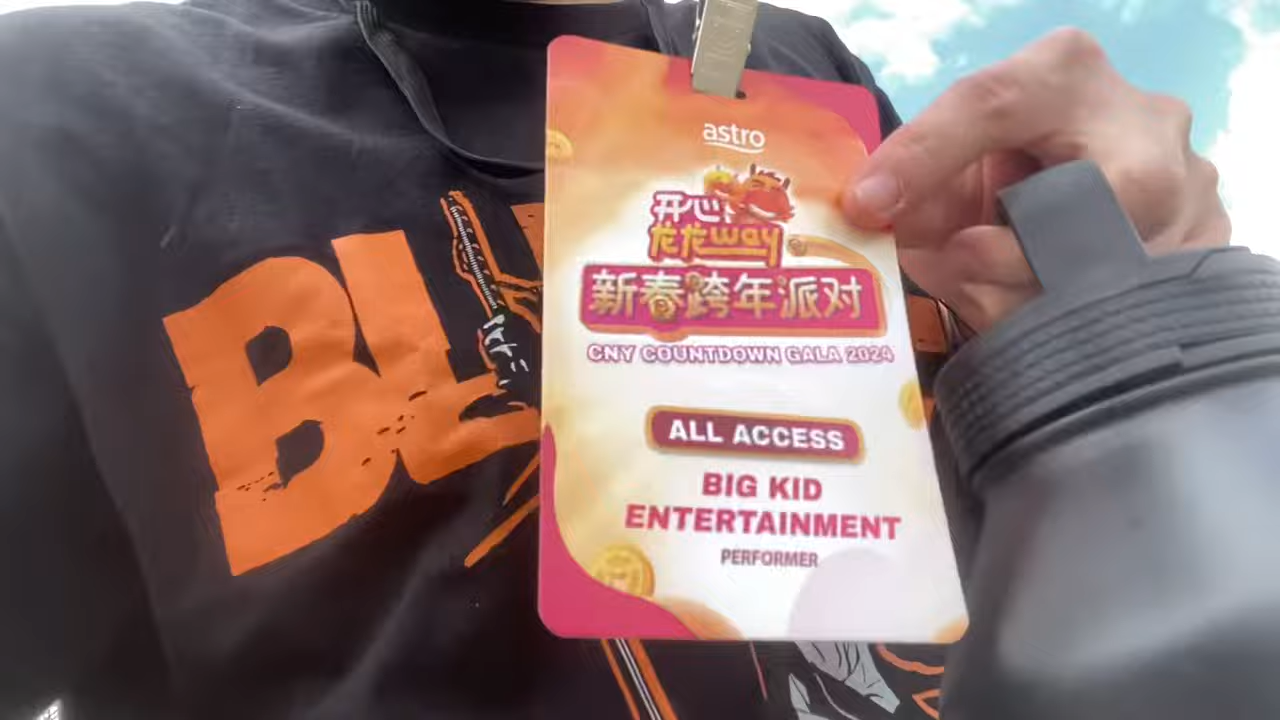 BL
astro
开心
龙龙way
新春跨年派对
CNY COUNTDOWN GALA 2024
ALL ACCESS
BIG KID
ENTERTAINMENT
PERFORMER